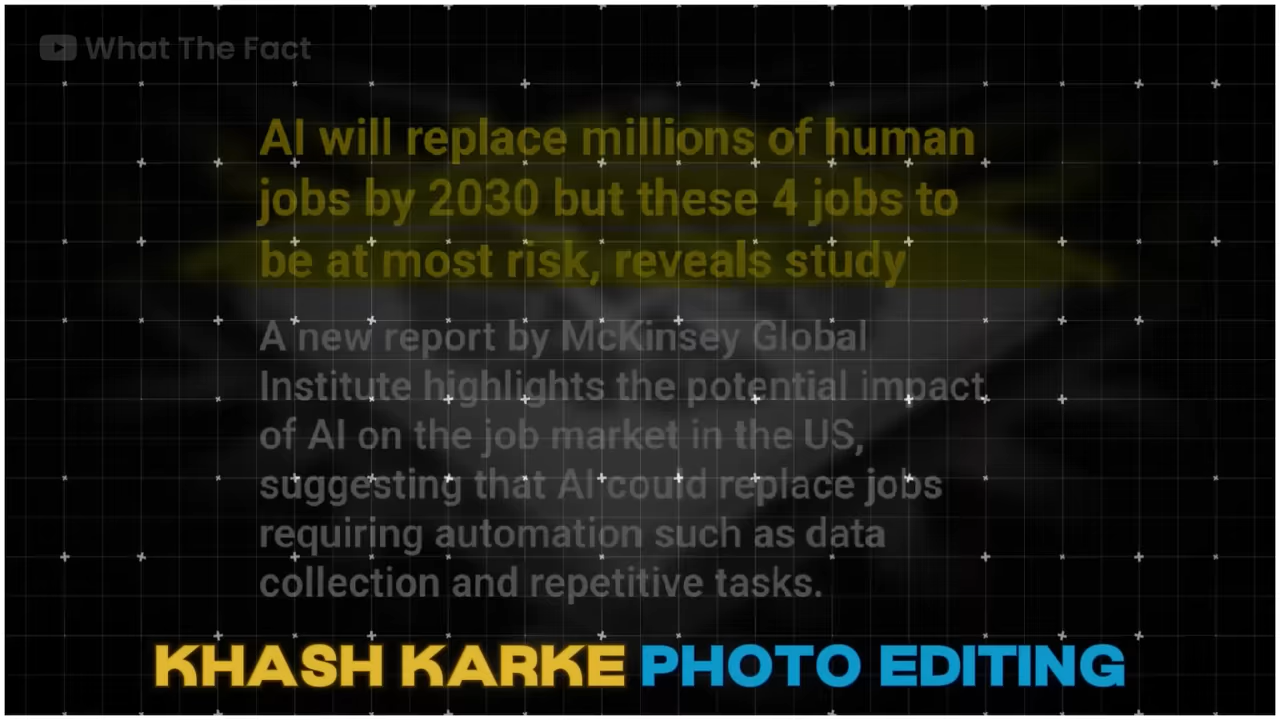 What The Fact
AI will replace millions of human
jobs by 2030 but these 4 jobs to
be at most risk, reveals study
A new report by McKinsey Global
Institute highlights the potential impact
of AI on the job market in the US,
suggesting that AI could replace jobs
requiring automation such as data
collection and repetitive tasks.
KHASH KARKE PHOTO EDITING